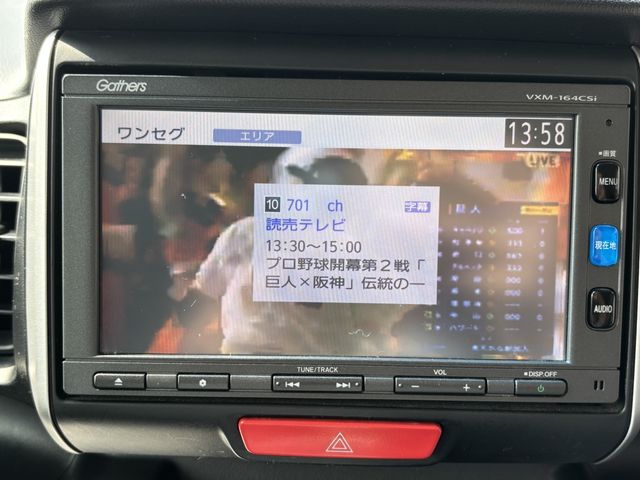 Gathers
VXM-164CSi
ワンセグ
エリア
13:58
LIVE
10 701 ch 字幕
読売テレビ
13:30～15:00
プロ野球開幕第２戦「
巨人×阪神」伝統の一
巨人
■画質
MENU
現在地
AUDIO
TUNE/TRACK
VOL
■DISP.OFF